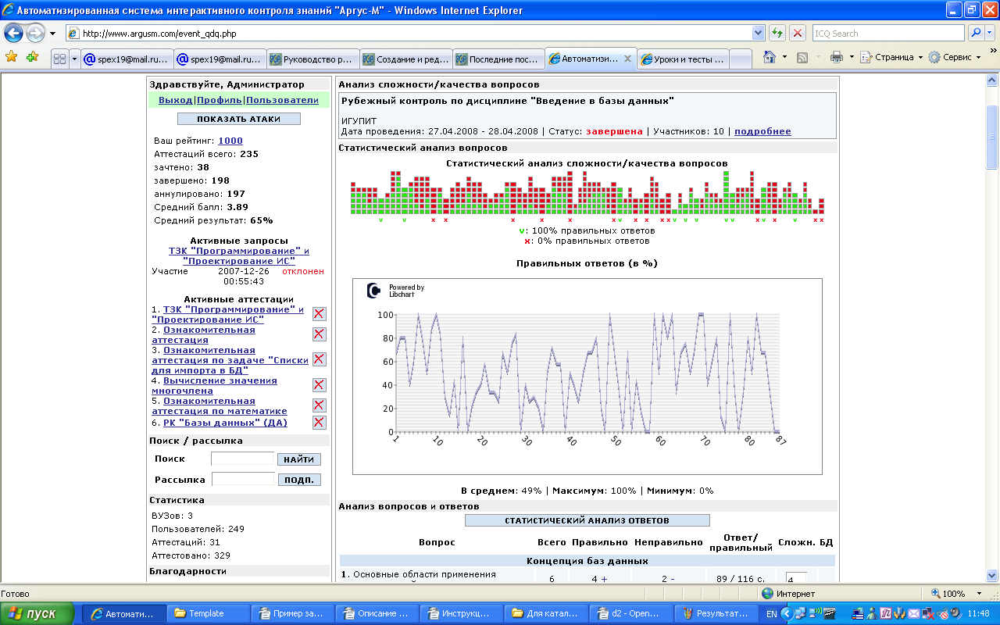 Автоматизированная система интерактивного контроля знаний "Аргус-М" - Windows Internet Explorer
http://www.argusm.com/event_qdq.php
ICQ Search
spex19@mail.ru...
spex19@mail.ru...
Руководство р...
Создание и ред...
Последние пос...
Автоматизи...
Уроки и тесты ...
Страница
Сервис
Здравствуйте, Администратор
Выход|Профиль|Пользователи
ПОКАЗАТЬ АТАКИ
Ваш рейтинг: 1000
Аттестаций всего: 235
зачтено: 38
завершено: 198
аннулировано: 197
Средний балл: 3.89
Средний результат: 65%
Активные запросы
ТЗК "Программирование" и
"Проектирование ИС"
Участие 2007-12-26 отклонен
00:55:43
Активные аттестации
1. ТЗК "Программирование" и
"Проектирование ИС"
2. Ознакомительная
аттестация
3. Ознакомительная
аттестация по задаче "Списки
для импорта в БД"
4. Вычисление значения
многочлена
5. Ознакомительная
аттестация по математике
6. РК "Базы данных" (ДА)
Поиск / рассылка
Поиск НАЙТИ
Рассылка ПОДП.
Статистика
ВУЗов: 3
Пользователей: 249
Аттестаций: 31
Аттестовано: 329
Благодарности
Анализ сложности/качества вопросов
Рубежный контроль по дисциплине "Введение в базы данных"
ИГУПИТ
Дата проведения: 27.04.2008 - 28.04.2008 | Статус: завершена | Участников: 10 | подробнее
Статистический анализ вопросов
Статистический анализ сложности/качества вопросов
v: 100% правильных ответов
x: 0% правильных ответов
Правильных ответов (в %)
Powered by
Libchart
100
80
60
40
20
0
1 10 20 30 40 50 60 70 80 87
В среднем: 49% | Максимум: 100% | Минимум: 0%
Анализ вопросов и ответов
СТАТИСТИЧЕСКИЙ АНАЛИЗ ОТВЕТОВ
Вопрос Всего Правильно Неправильно Ответ/ правильный Сложн. БД
Концепция баз данных
1. Основные области применения 6 4 + 2 - 89 / 116 с. 4
Готово
Интернет
100%
пуск
Автомати...
Template
Пример за...
Описание ...
Инструкц...
Для катал...
d2 - Open...
Результат...
EN
11:48